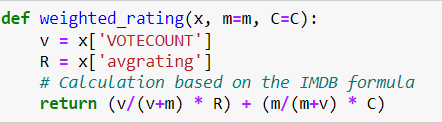 def weighted_rating(x, m=m, C=C):
    v = x['VOTECOUNT']
    R = x['avgrating']
    # Calculation based on the IMDB formula
    return (v/(v+m) * R) + (m/(m+v) * C)